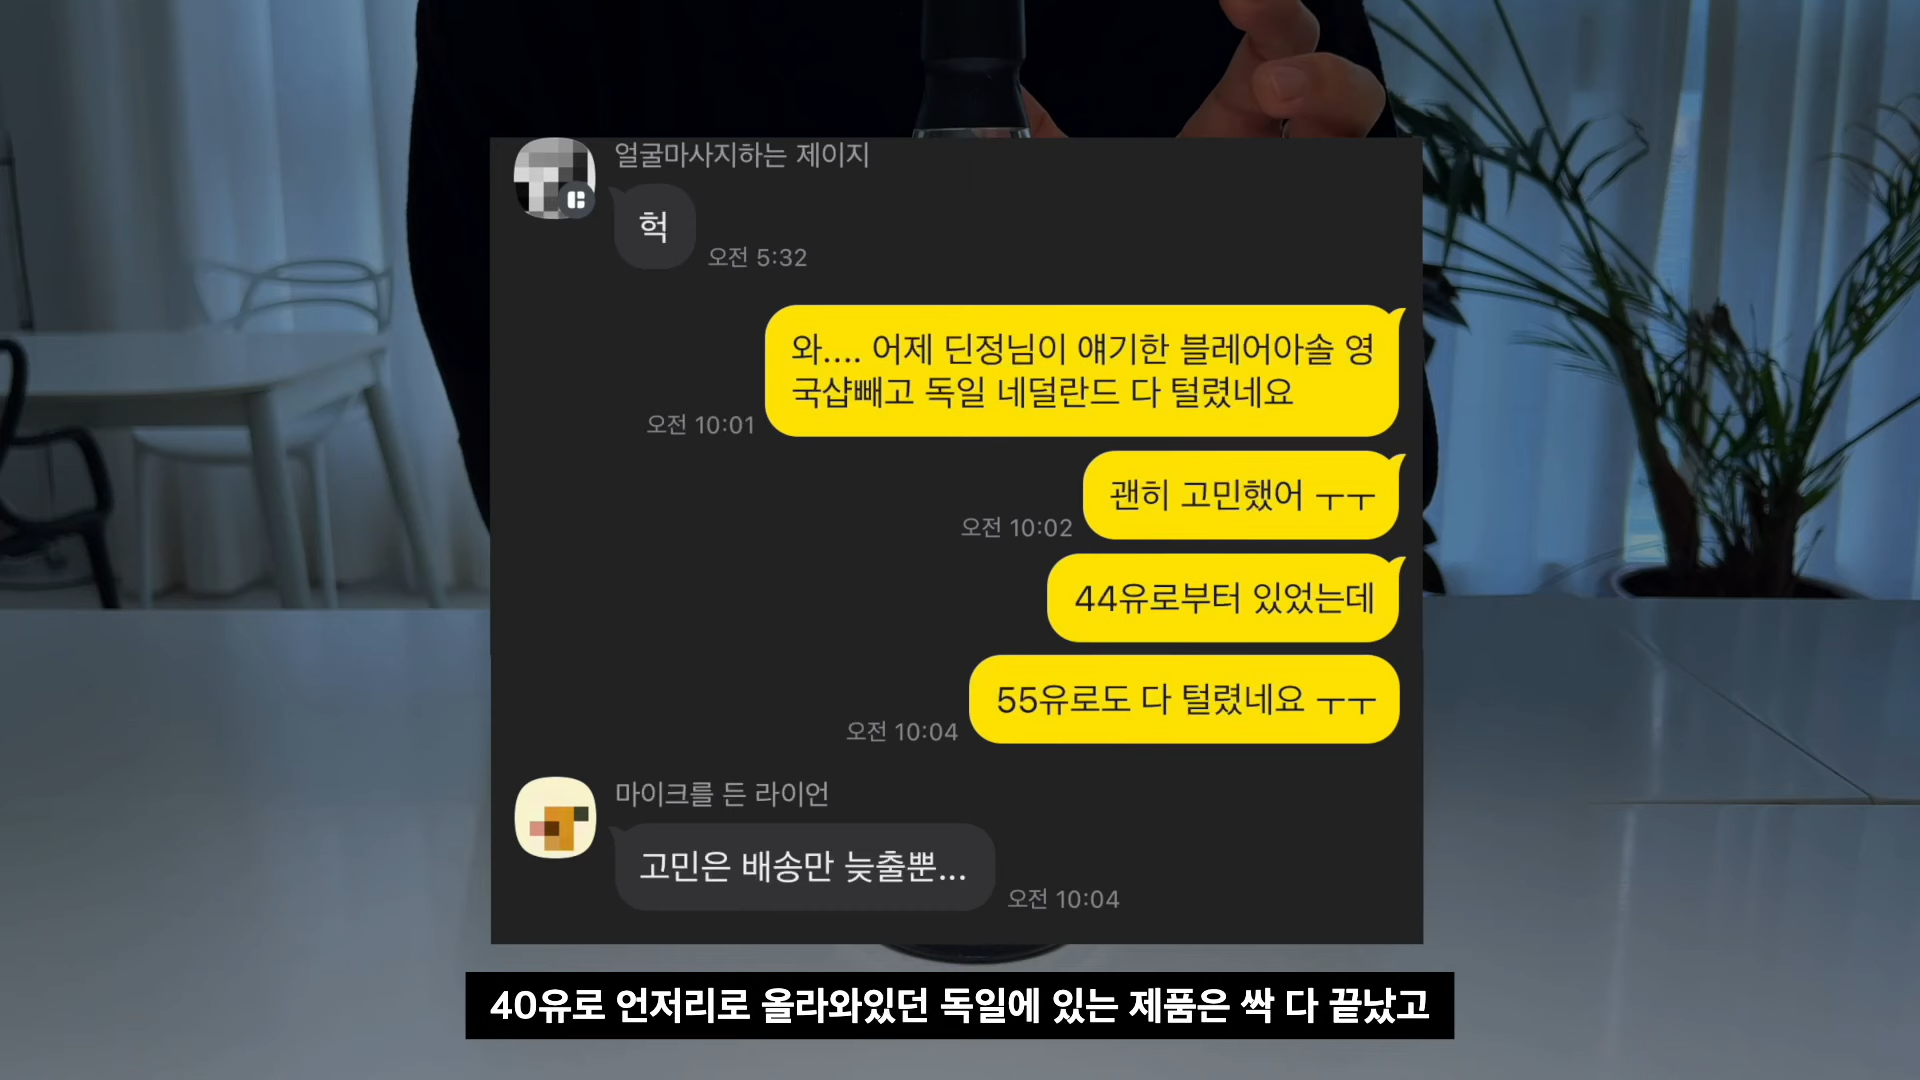 얼굴마사지하는 제이지
헉
오전 5:32
와.... 어제 딘정님이 얘기한 블레어아솔 영
국샵빼고 독일 네덜란드 다 털렸네요
오전 10:01
괜히 고민했어 ㅜㅜ
오전 10:02
44유로부터 있었는데
55유로도 다 털렸네요 ㅜㅜ
오전 10:04
마이크를 든 라이언
고민은 배송만 늦출뿐...
오전 10:04
40유로 언저리로 올라와있던 독일에 있는 제품은 싹 다 끝났고